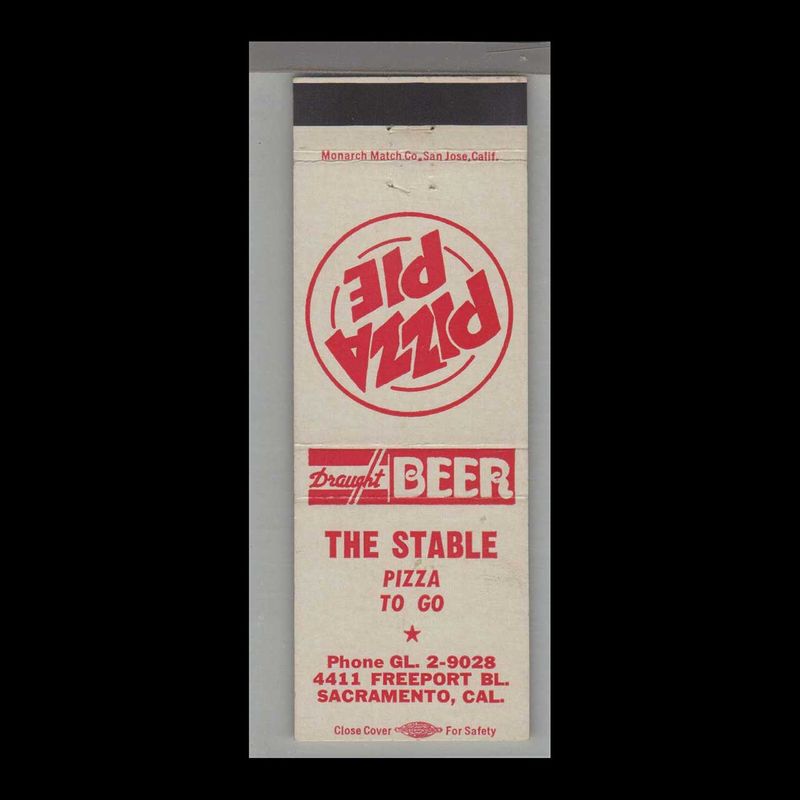 Monarch Match Co., San Jose, Calif.
PIZZA
PIE
Draught BEER
THE STABLE
PIZZA
TO GO
Phone GL. 2-9028
4411 FREEPORT BL.
SACRAMENTO, CAL.
Close Cover For Safety